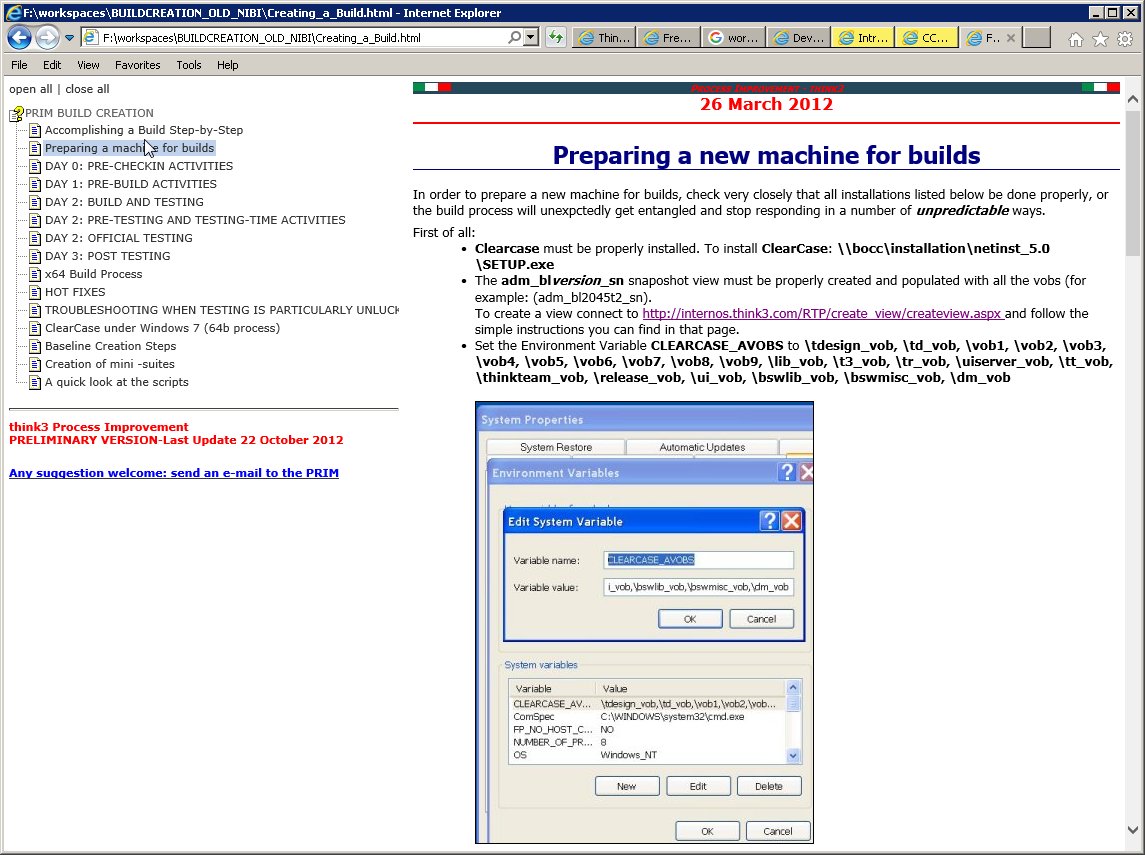 F:\workspaces\BUILDCREATION_OLD_NIBI\Creating_a_Build.html - Internet Explorer
F:\workspaces\BUILDCREATION_OLD_NIBI\Creating_a_Build.html
Thin...
Fre...
wor...
Dev...
Intr...
CC...
F..
File Edit View Favorites Tools Help
open all | close all
PRIM BUILD CREATION
Accomplishing a Build Step-by-Step
Preparing a machine for builds
DAY 0: PRE-CHECKIN ACTIVITIES
DAY 1: PRE-BUILD ACTIVITIES
DAY 2: BUILD AND TESTING
DAY 2: PRE-TESTING AND TESTING-TIME ACTIVITIES
DAY 2: OFFICIAL TESTING
DAY 3: POST TESTING
x64 Build Process
HOT FIXES
TROUBLESHOOTING WHEN TESTING IS PARTICULARLY UNLUCK
ClearCase under Windows 7 (64b process)
Baseline Creation Steps
Creation of mini -suites
A quick look at the scripts
think3 Process Improvement
PRELIMINARY VERSION-Last Update 22 October 2012
Any suggestion welcome: send an e-mail to the PRIM
PROCESS IMPROVEMENT - THINK3
26 March 2012
Preparing a new machine for builds
In order to prepare a new machine for builds, check very closely that all installations listed below be done properly, or
the build process will unexpctedly get entangled and stop responding in a number of unpredictable ways.
First of all:
• Clearcase must be properly installed. To install ClearCase: \\bocc\installation\netinst_5.0
\SETUP.exe
• The adm_blversion_sn snaposhot view must be properly created and populated with all the vobs (for
example: (adm_bl2045t2_sn).
To create a view connect to http://internos.think3.com/RTP/create_view/createview.aspx and follow the
simple instructions you can find in that page.
• Set the Environment Variable CLEARCASE_AVOBS to \tdesign_vob, \td_vob, \vob1, \vob2, \vob3,
\vob4, \vob5, \vob6, \vob7, \vob8, \vob9, \lib_vob, \t3_vob, \tr_vob, \uiserver_vob, \tt_vob,
\thinkteam_vob, \release_vob, \ui_vob, \bswlib_vob, \bswmisc_vob, \dm_vob
System Properties
System Restore Automatic Updates
Environment Variables
Edit System Variable
Variable name: CLEARCASE_AVOBS
Variable value: i_vob,\bswlib_vob,\bswmisc_vob,\dm_vob
OK Cancel
System variables
Variable Value
CLEARCASE_AV... \tdesign_vob,\td_vob,\vob1,\vob2,\vob...
ComSpec C:\WINDOWS\system32\cmd.exe
FP_NO_HOST_C... NO
NUMBER_OF_PR... 8
OS Windows_NT
New Edit Delete
OK Cancel